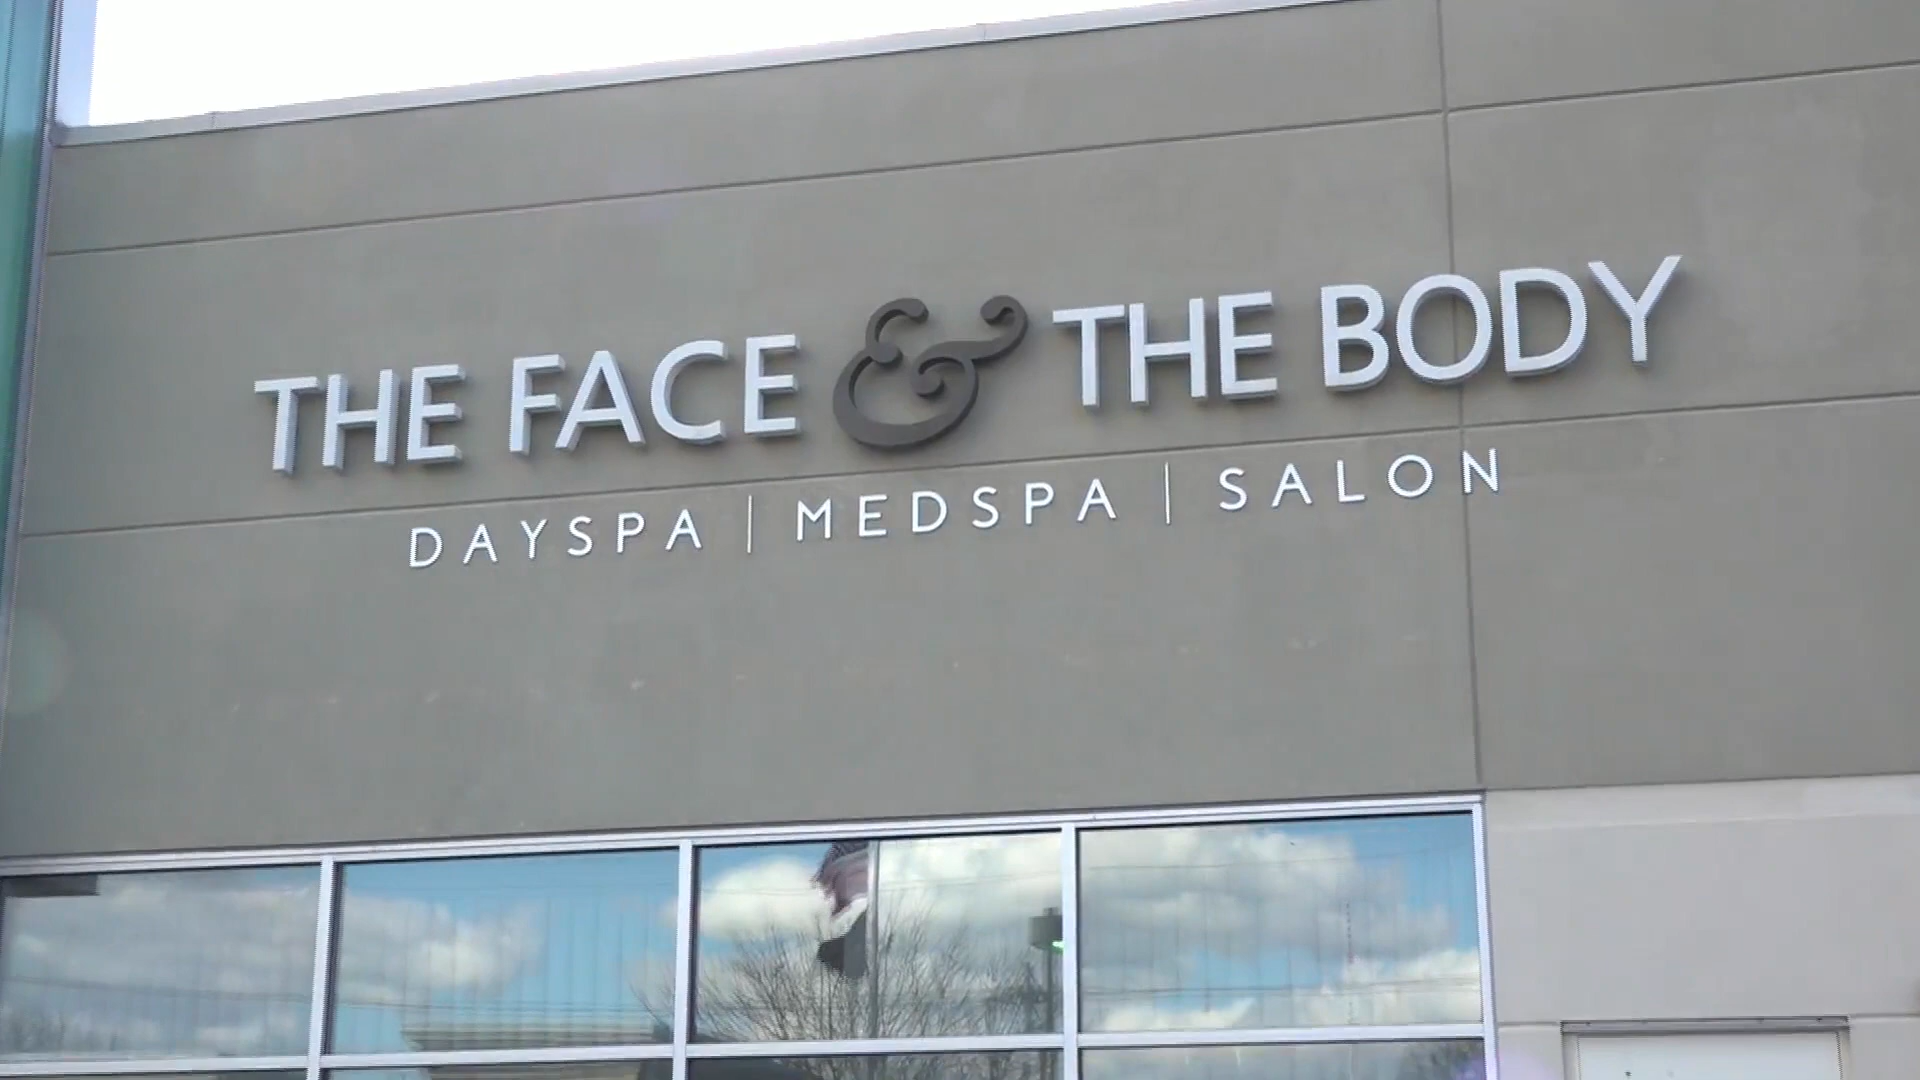 THE FACE & THE BODY
DAYSPA | MEDSPA | SALON